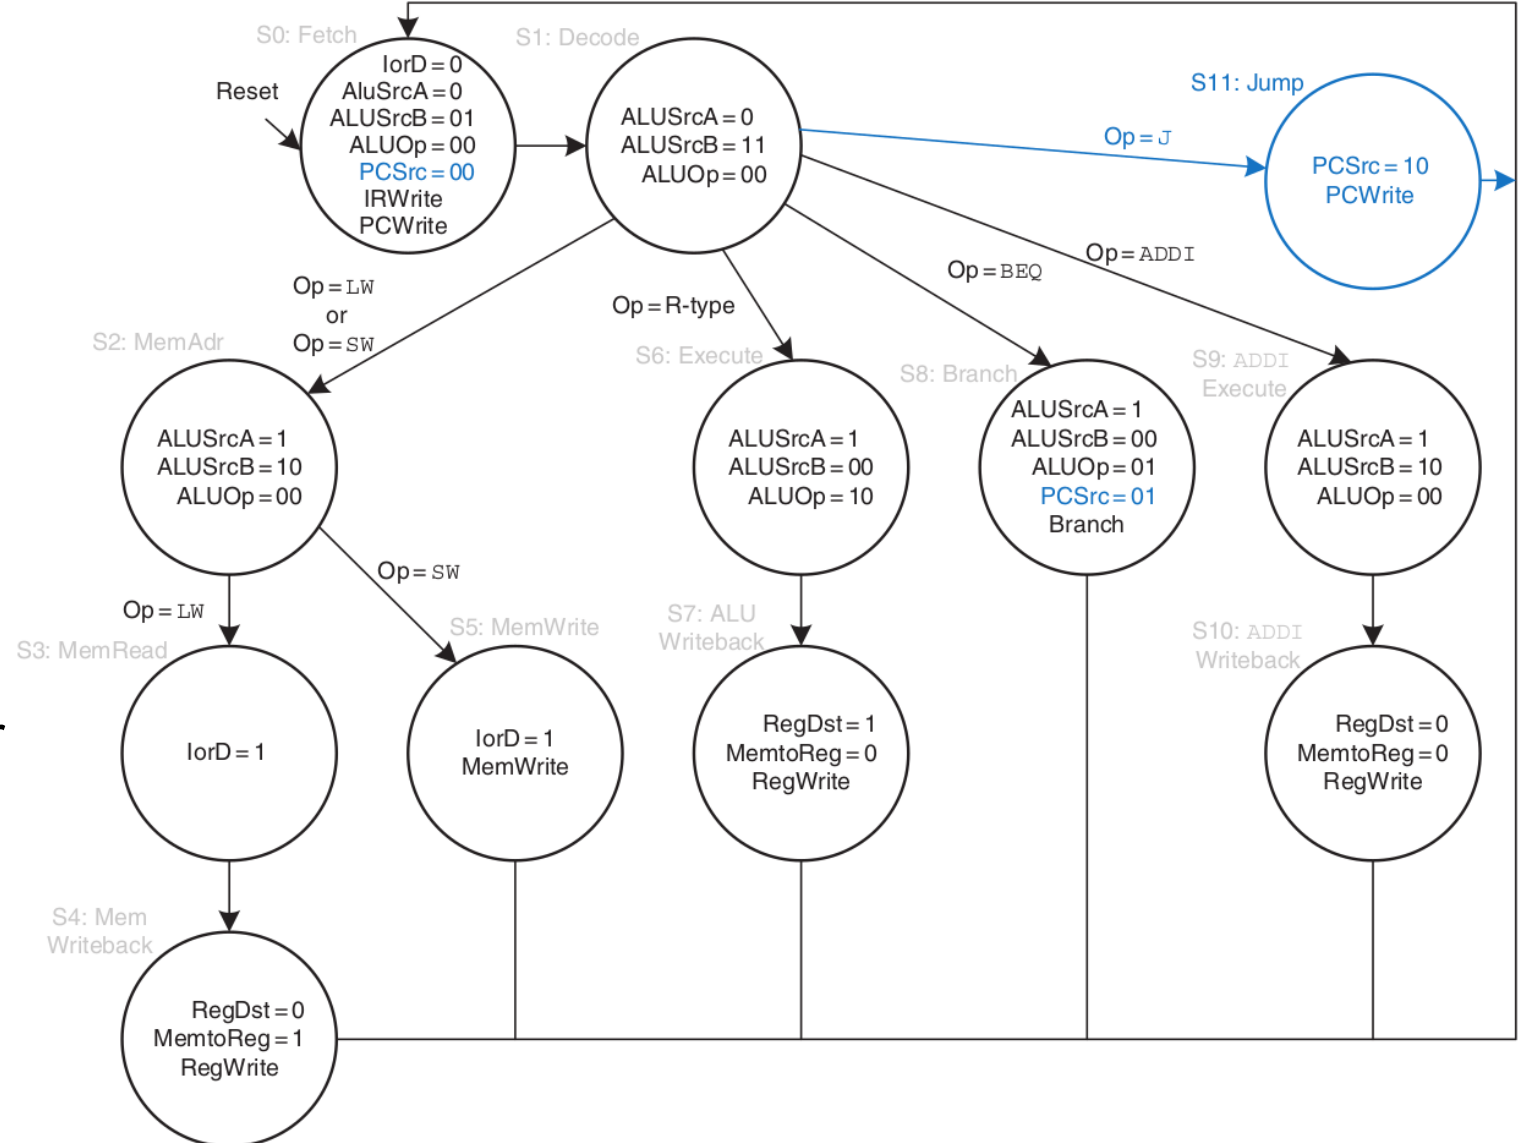 S0: Fetch
S1: Decode
Reset
IorD = 0
AluSrcA = 0
ALUSrcB = 01
ALUOp = 00
PCSrc = 00
IRWrite
PCWrite
ALUSrcA = 0
ALUSrcB = 11
ALUOp = 00
S11: Jump
Op = J
PCSrc = 10
PCWrite
Op = LW
or
Op = SW
Op = R-type
Op = BEQ
Op = ADDI
S2: MemAdr
S6: Execute
S8: Branch
S9: ADDI
Execute
ALUSrcA = 1
ALUSrcB = 10
ALUOp = 00
ALUSrcA = 1
ALUSrcB = 00
ALUOp = 10
ALUSrcA = 1
ALUSrcB = 00
ALUOp = 01
PCSrc = 01
Branch
ALUSrcA = 1
ALUSrcB = 10
ALUOp = 00
Op = LW
Op = SW
S3: MemRead
S5: MemWrite
S7: ALU
Writeback
S10: ADDI
Writeback
IorD = 1
IorD = 1
MemWrite
RegDst = 1
MemtoReg = 0
RegWrite
RegDst = 0
MemtoReg = 0
RegWrite
S4: Mem
Writeback
RegDst = 0
MemtoReg = 1
RegWrite